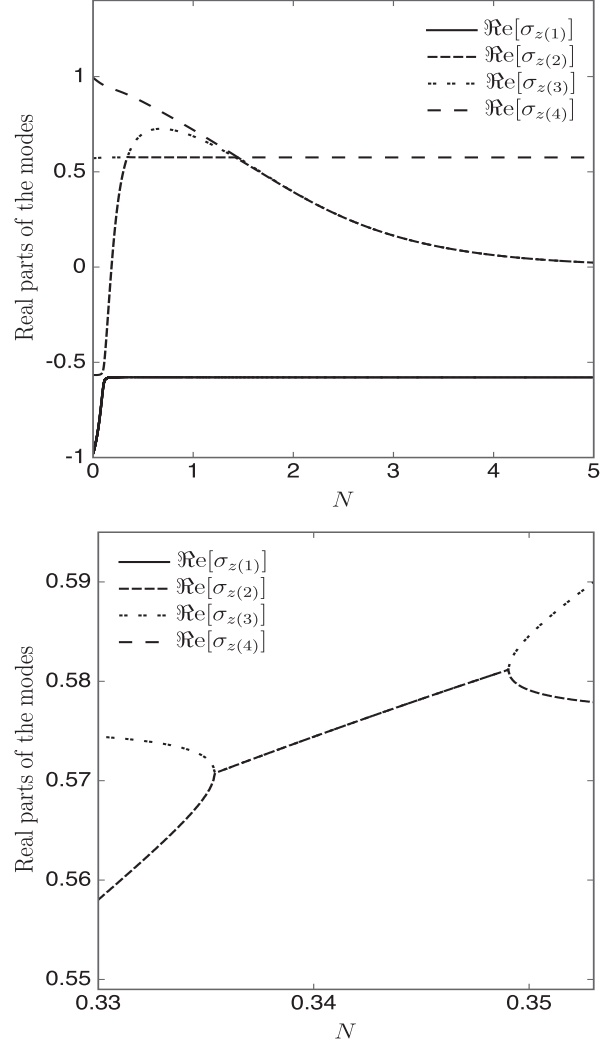 ℜe[σz(1)]
ℜe[σz(2)]
ℜe[σz(3)]
ℜe[σz(4)]
Real parts of the modes
1
0.5
0
-0.5
-1
0 1 2 3 4 5
N
ℜe[σz(1)]
ℜe[σz(2)]
ℜe[σz(3)]
ℜe[σz(4)]
Real parts of the modes
0.59
0.58
0.57
0.56
0.55
0.33 0.34 0.35
N